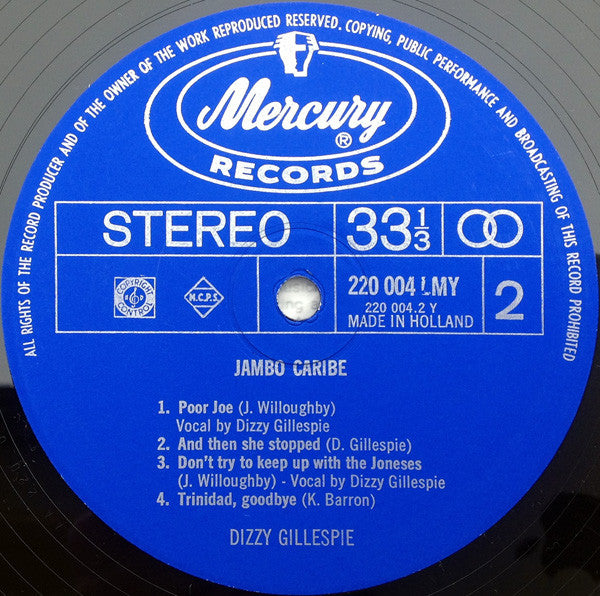 ALL RIGHTS OF THE RECORD PRODUCER AND OF THE OWNER OF THE WORK REPRODUCED RESERVED. COPYING, PUBLIC PERFORMANCE AND BROADCASTING OF THIS RECORD PROHIBITED
Mercury ®
RECORDS
STEREO 33 1/3
COPYRIGHT CONTROL
M.C.P.S.
220 004 LMY
220 004.2 Y
MADE IN HOLLAND
2
JAMBO CARIBE
1. Poor Joe (J. Willoughby)
Vocal by Dizzy Gillespie
2. And then she stopped (D. Gillespie)
3. Don't try to keep up with the Joneses
(J. Willoughby) - Vocal by Dizzy Gillespie
4. Trinidad, goodbye (K. Barron)
DIZZY GILLESPIE